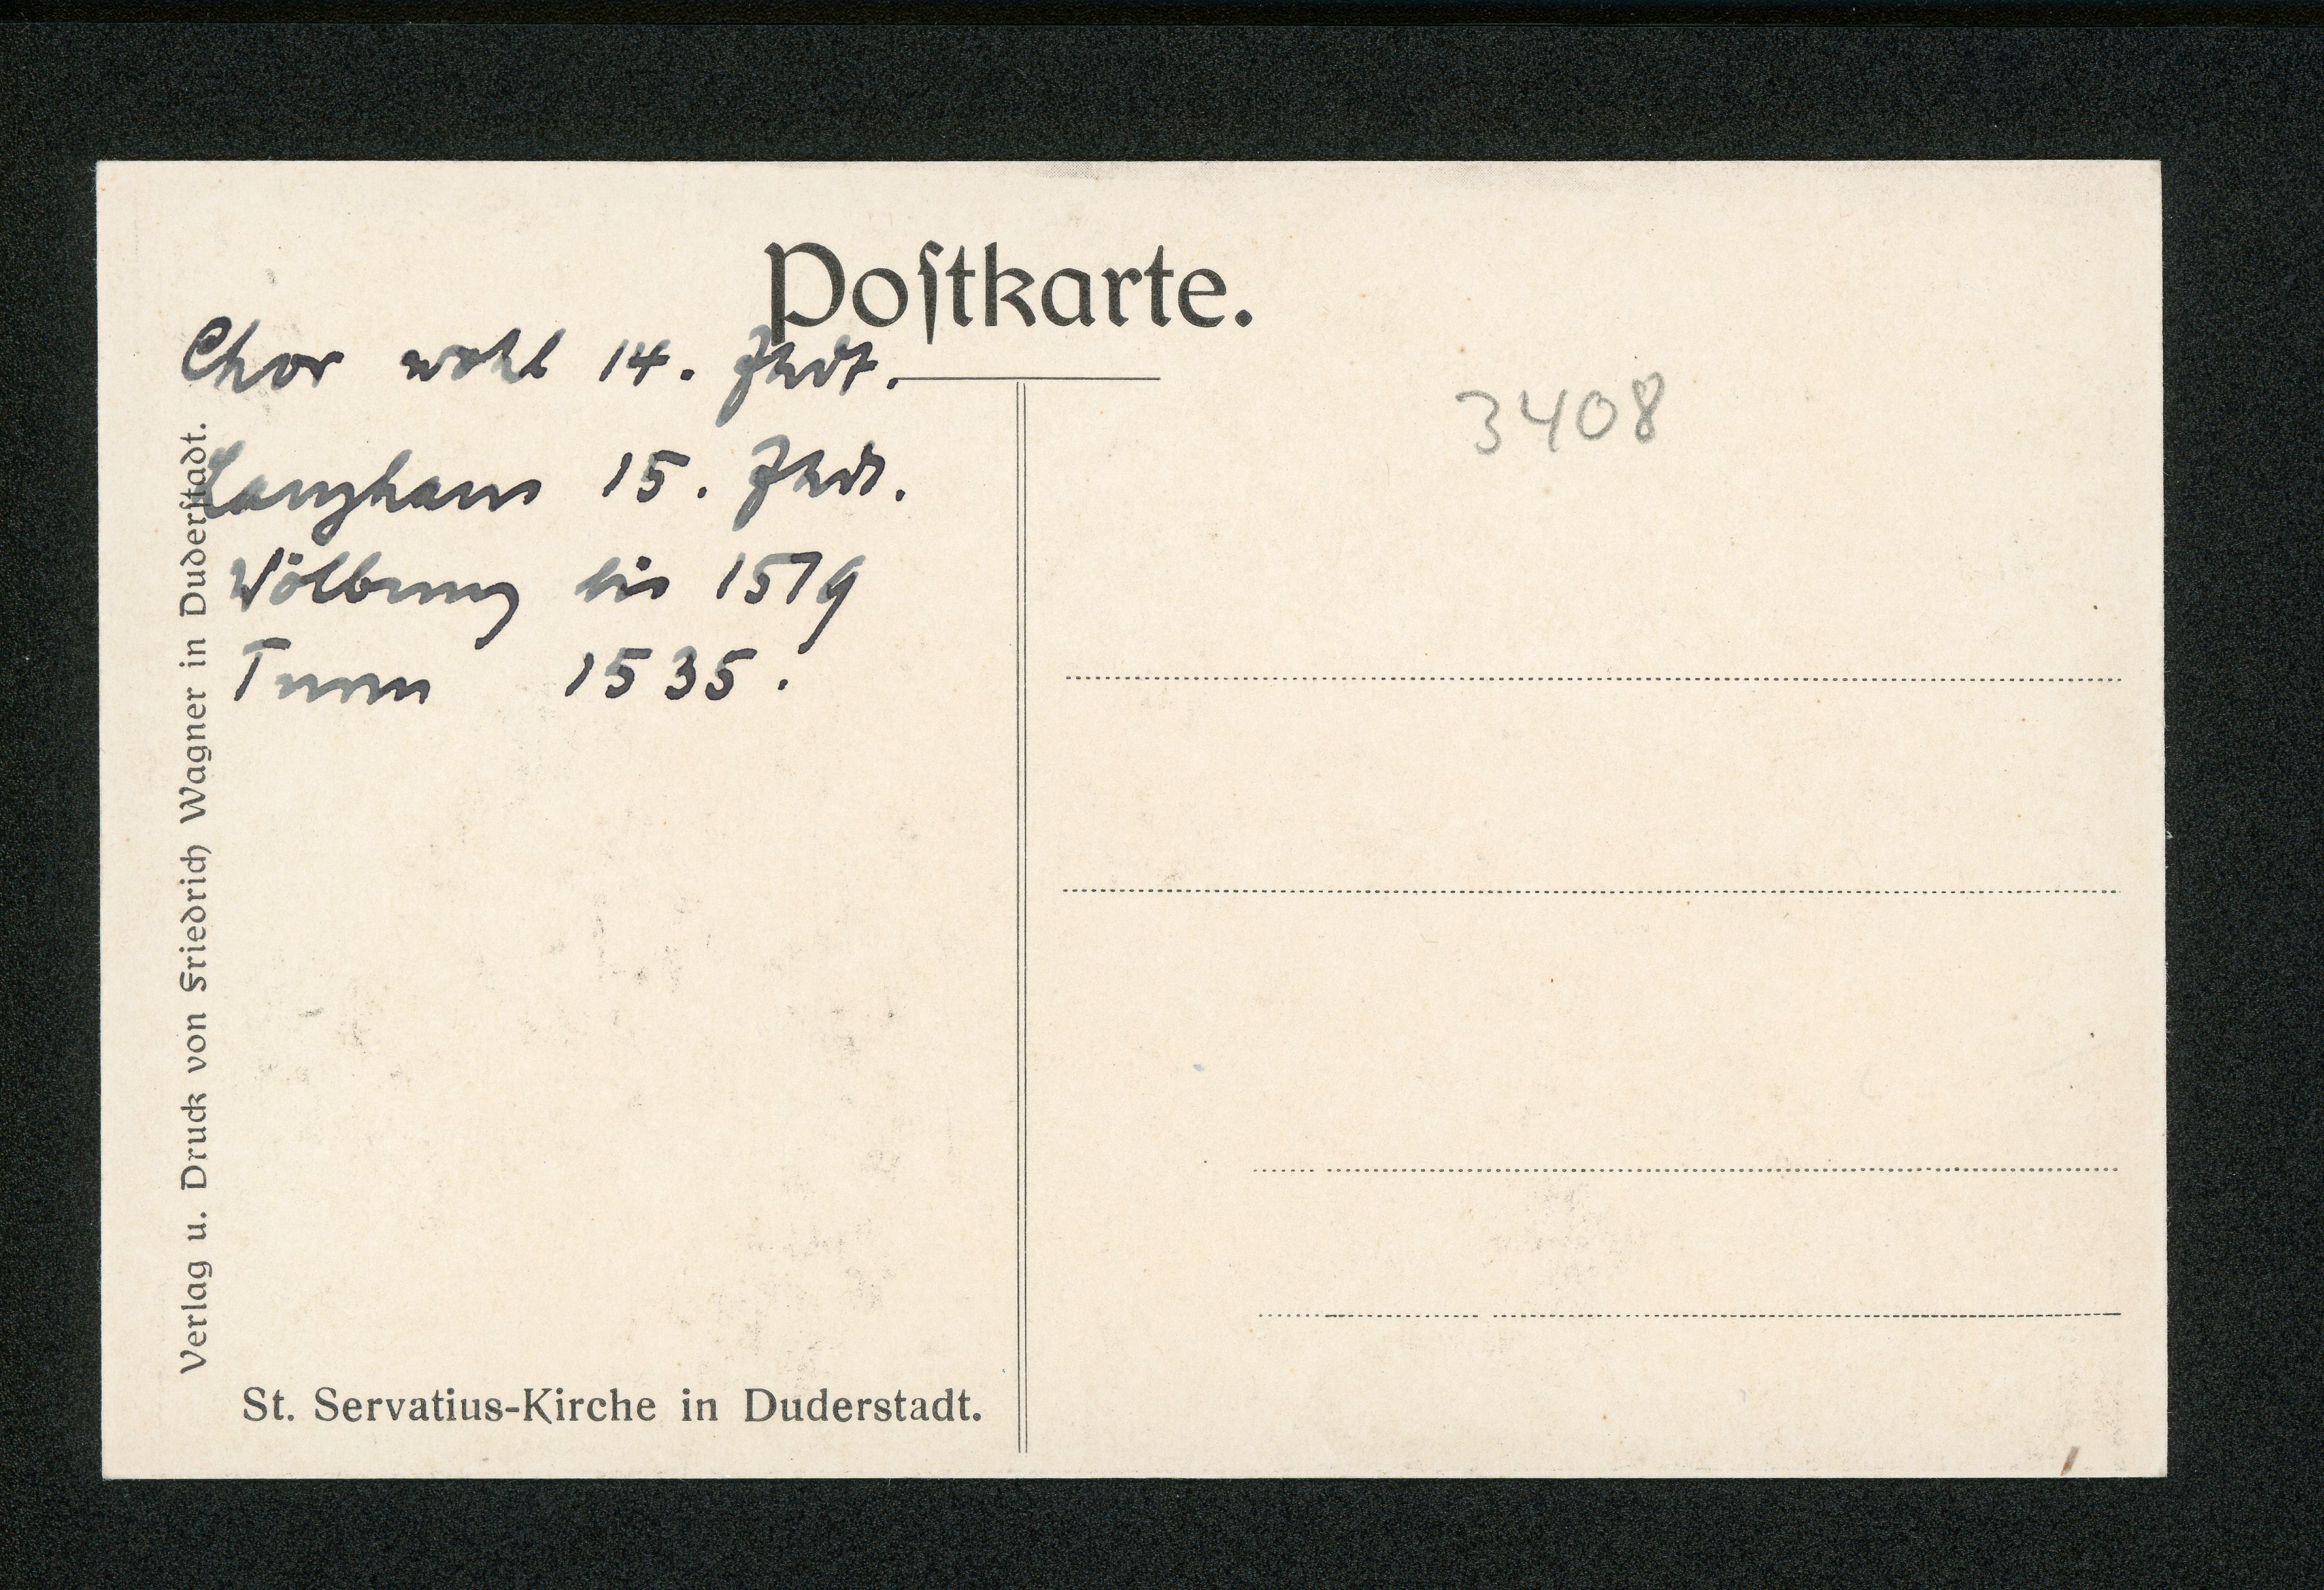 Poſtkarte.
Chor wohl 14. Jhdt.
Langhaus 15. Jhdt.
Wölbung bis 1519
Turm 1535.
3408
Verlag u. Druck von Friedrich Wagner in Duderſtadt.
St. Servatius-Kirche in Duderstadt.